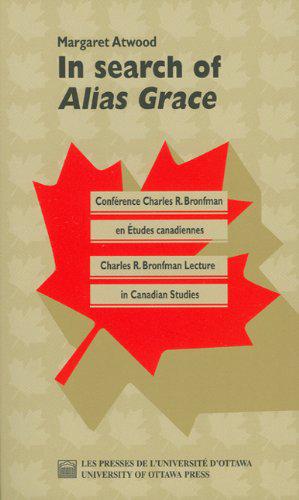 Margaret Atwood
In search of
Alias Grace
Conférence Charles R. Bronfman
en Études canadiennes
Charles R. Bronfman Lecture
in Canadian Studies
LES PRESSES DE L'UNIVERSITÉ D'OTTAWA
UNIVERSITY OF OTTAWA PRESS